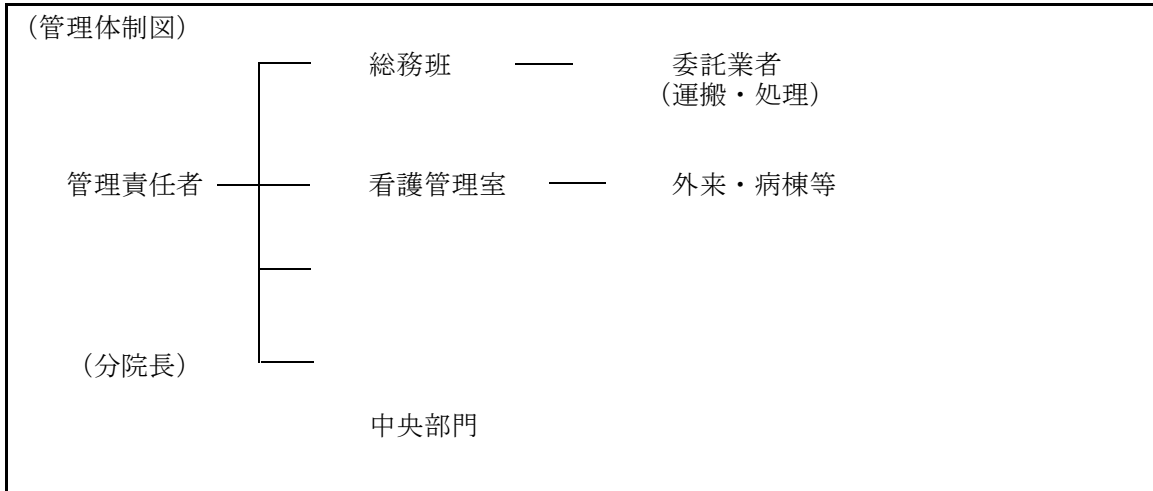 （管理体制図）
総務班 委託業者
（運搬・処理）
管理責任者 看護管理室 外来・病棟等
（分院長）
中央部門